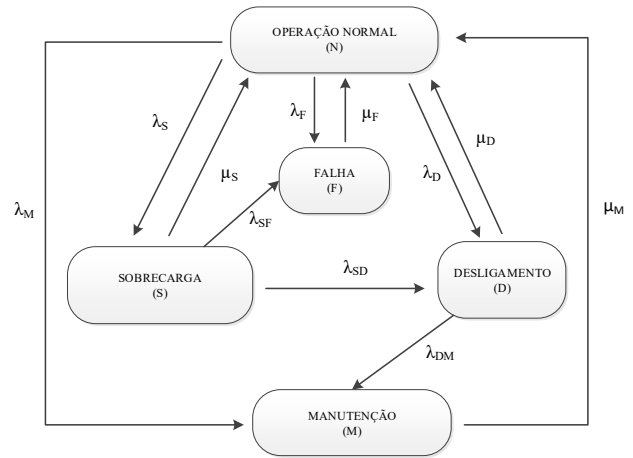 OPERAÇÃO NORMAL
(N)
λS
λF
μF
μD
μS
FALHA
(F)
λD
λM
λSF
μM
SOBRECARGA
(S)
λSD
DESLIGAMENTO
(D)
λDM
MANUTENÇÃO
(M)